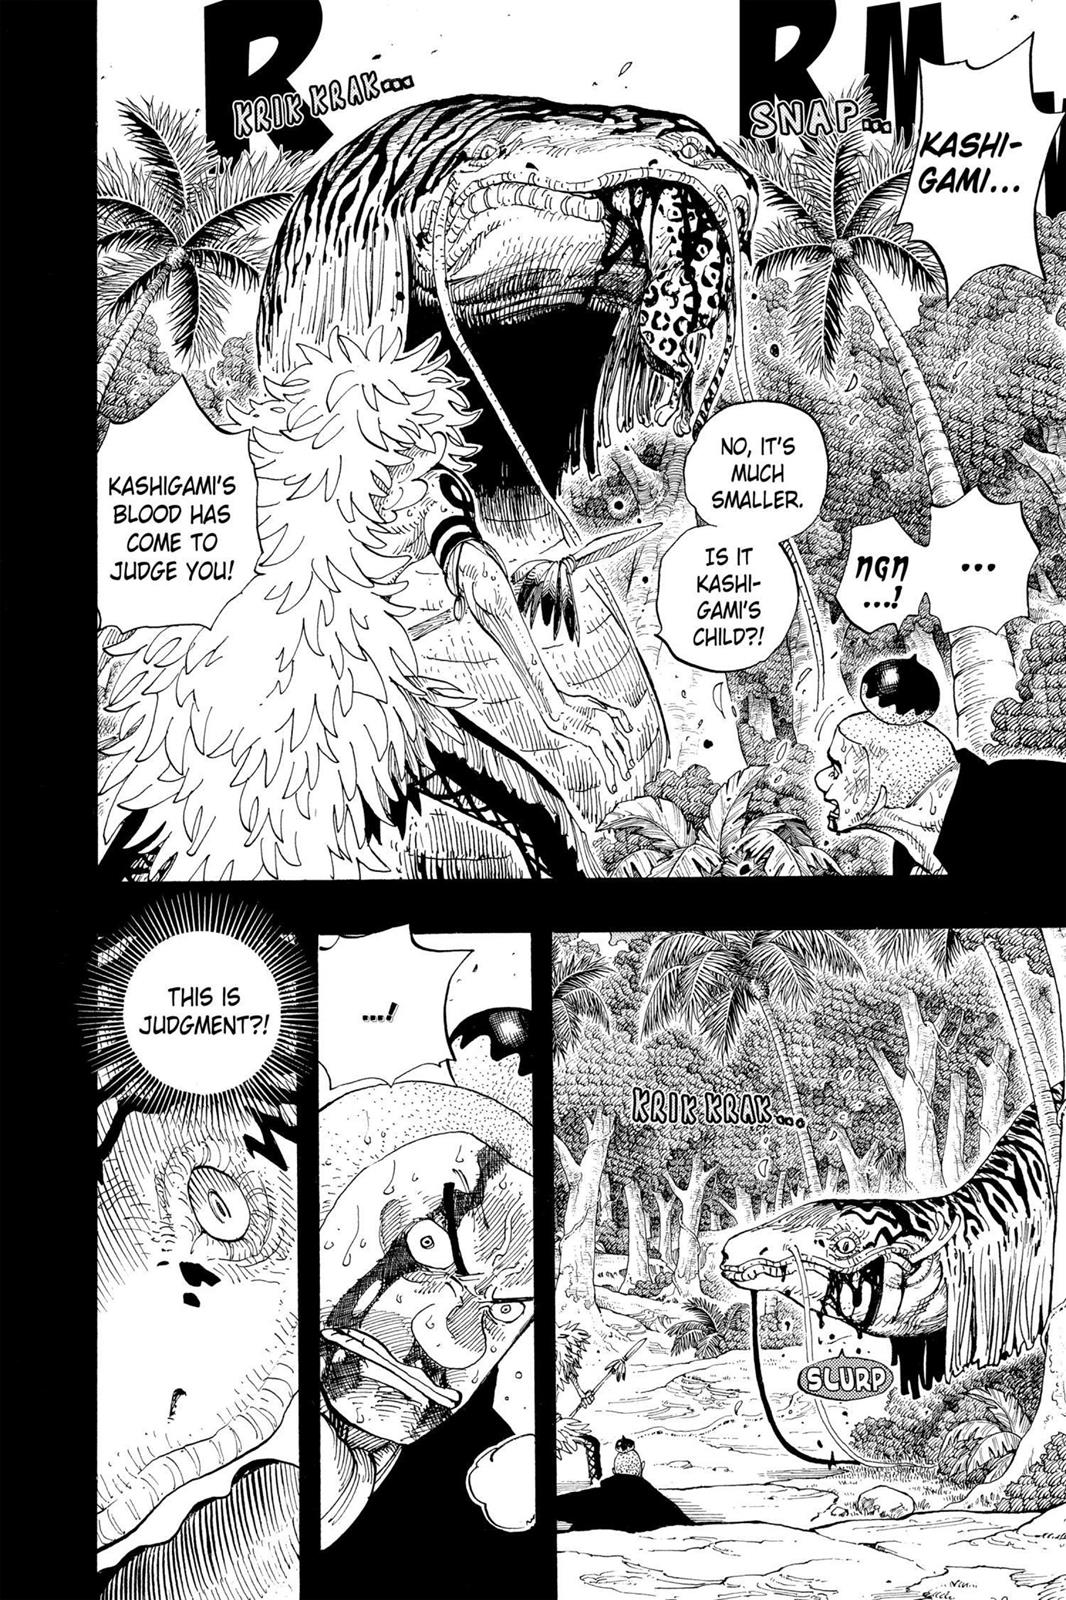 RRM
KASHI-
GAMI...
SNAP...
KRIK KRAK...
NO, IT'S
MUCH
SMALLER.
IS IT
KASHI-
GAMI'S
CHILD?!
...
NGN
...!
KASHIGAMI'S
BLOOD HAS
COME TO
JUDGE YOU!
KRIK KRAK...
SLURP
...!
THIS IS
JUDGMENT?!